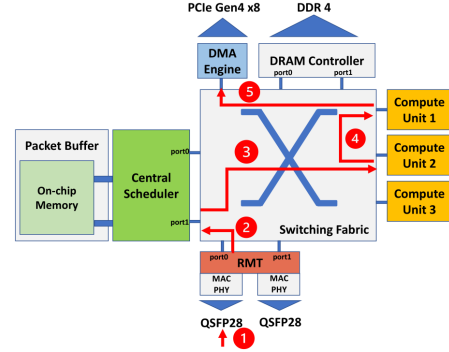 PCIe Gen4 x8
DDR 4
DMA
Engine
DRAM Controller
port0
port1
5
Compute
Unit 1
4
Packet Buffer
On-chip
Memory
Central
Scheduler
port0
port1
3
Compute
Unit 2
Compute
Unit 3
2
Switching Fabric
port0
port1
RMT
MAC
PHY
MAC
PHY
QSFP28
QSFP28
1